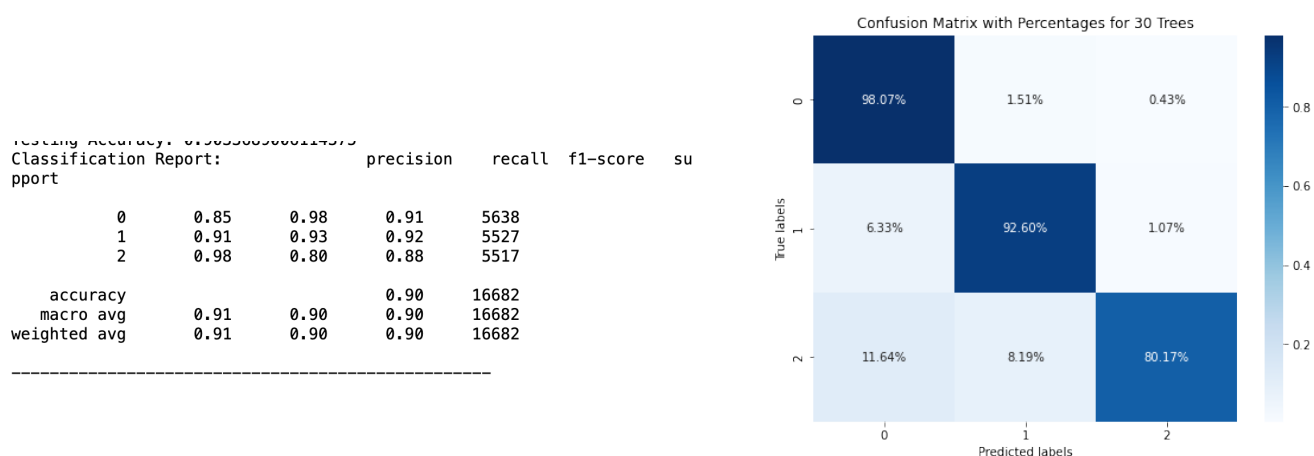 Testing Accuracy:
Classification Report:               precision    recall  f1-score   su
pport
0       0.85      0.98      0.91      5638
1       0.91      0.93      0.92      5527
2       0.98      0.80      0.88      5517
accuracy                           0.90     16682
macro avg       0.91      0.90      0.90     16682
weighted avg       0.91      0.90      0.90     16682
--------------------------------------------------
Confusion Matrix with Percentages for 30 Trees
0 98.07% 1.51% 0.43%
1 6.33% 92.60% 1.07%
2 11.64% 8.19% 80.17%
True labels
0 1 2
Predicted labels
0.8
0.6
0.4
0.2